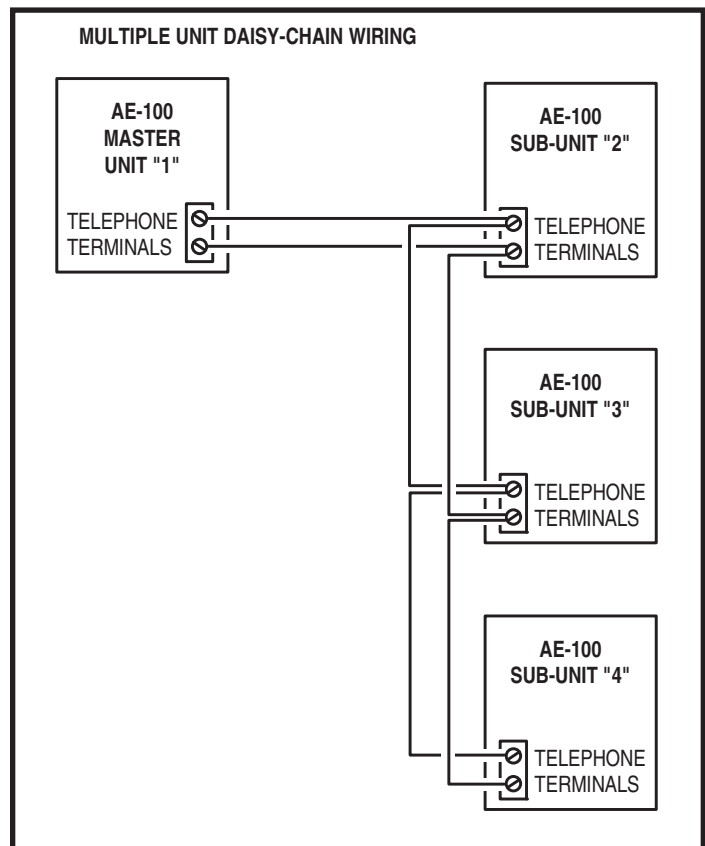 MULTIPLE UNIT DAISY-CHAIN WIRING
AE-100
MASTER
UNIT "1"
TELEPHONE
TERMINALS
AE-100
SUB-UNIT "2"
TELEPHONE
TERMINALS
AE-100
SUB-UNIT "3"
TELEPHONE
TERMINALS
AE-100
SUB-UNIT "4"
TELEPHONE
TERMINALS